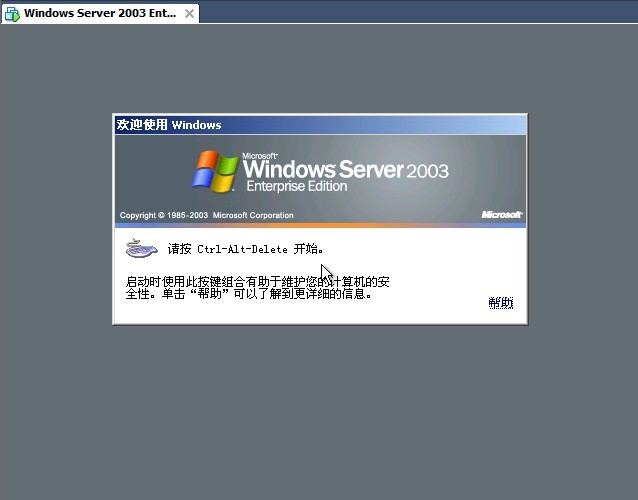 Windows Server 2003 Ent...
欢迎使用 Windows
Microsoft
Windows Server 2003
Enterprise Edition
Copyright © 1985-2003 Microsoft Corporation
Microsoft
请按 Ctrl-Alt-Delete 开始。
启动时使用此按键组合有助于维护您的计算机的安
全性。单击“帮助”可以了解到更详细的信息。
帮助